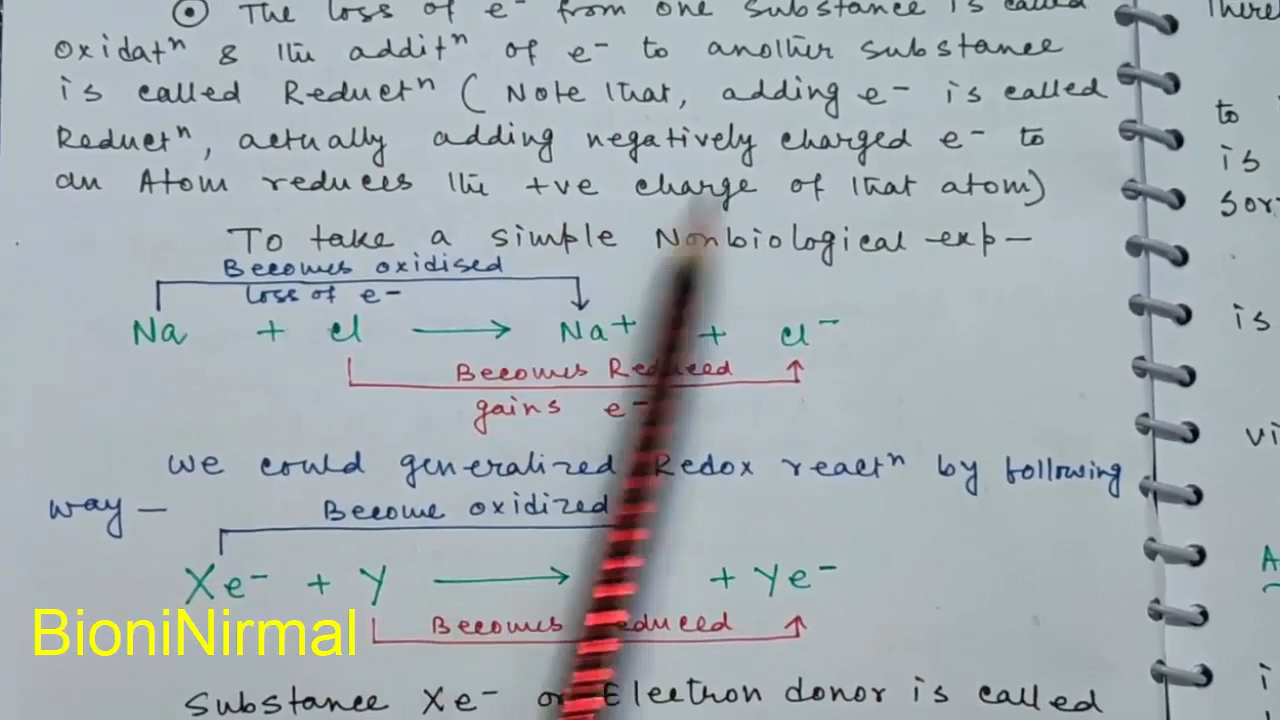 The loss of e⁻ from one substance is called
Oxidatⁿ & the additⁿ of e⁻ to another substance
is called Reductⁿ (Note that, adding e⁻ is called
Reductⁿ, actually adding negatively charged e⁻ to
an Atom reduces the +ve charge of that atom)
To take a simple Nonbiological exp —
Becomes oxidised
loss of e⁻
Na + Cl → Na⁺ + Cl⁻
Becomes Reduced
gains e⁻
We could generalized Redox reactⁿ by following
way —
Become oxidized
Xe⁻ + Y → + Ye⁻
Becomes Reduced
BioniNirmal
Substance Xe⁻ or Electron donor is called
to
is
is